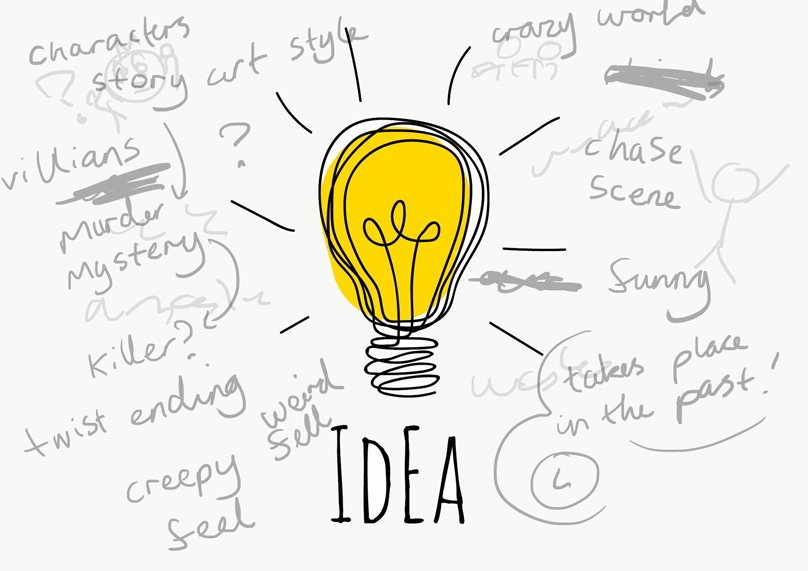 characters
story art style
?
villians
murder
mystery
killer?
twist ending
weird
feel
creepy
feel
IDEA
crazy world
chase
scene
funny
takes place
in the past!